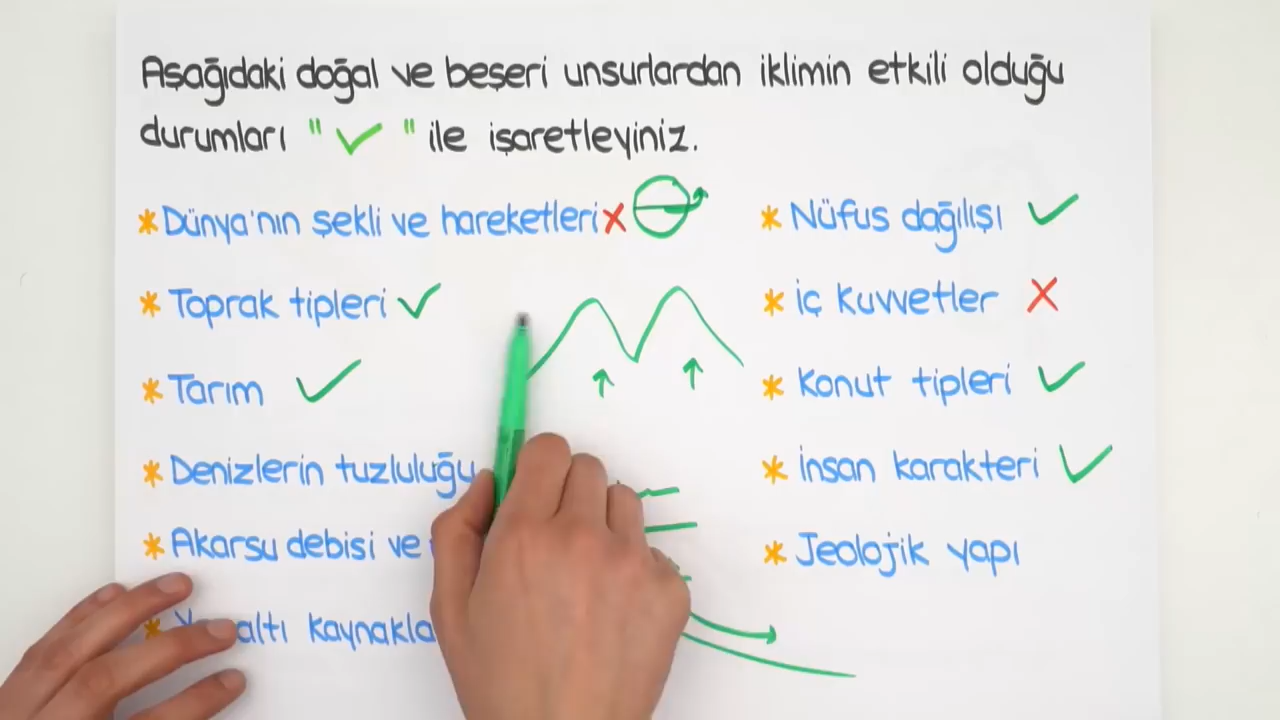 Aşağıdaki doğal ve beşeri unsurlardan iklimin etkili olduğu
durumları "✓" ile işaretleyiniz.
* Dünya'nın şekli ve hareketleri X
* Toprak tipleri ✓
* Tarım ✓
* Denizlerin tuzluluğu
* Akarsu debisi ve
* altı
* Nüfus dağılışı ✓
* İç kuvvetler X
* Konut tipleri ✓
* İnsan karakteri ✓
* Jeolojik yapı